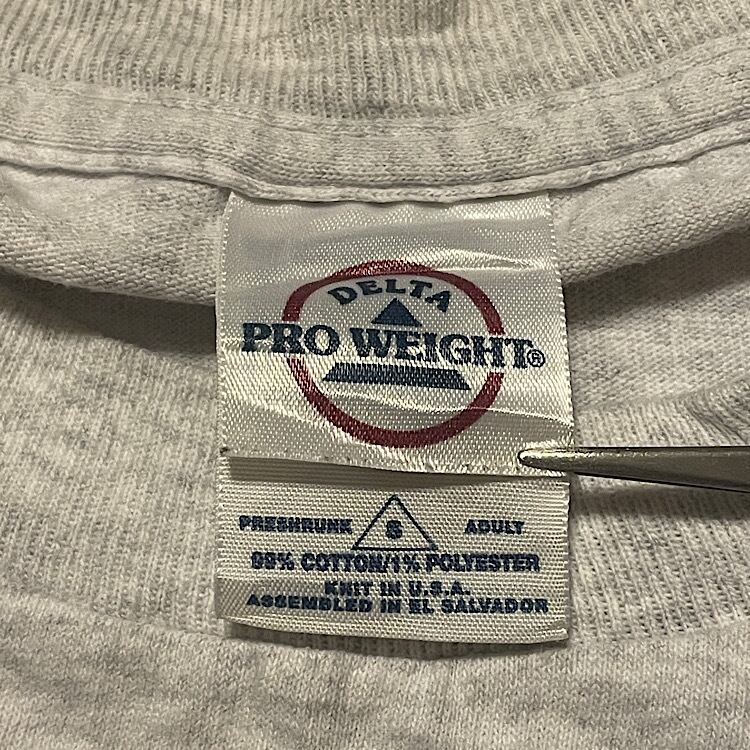 DELTA
PRO WEIGHT®
PRESHRUNK S ADULT
99% COTTON/1% POLYESTER
KNIT IN U.S.A.
ASSEMBLED IN EL SALVADOR